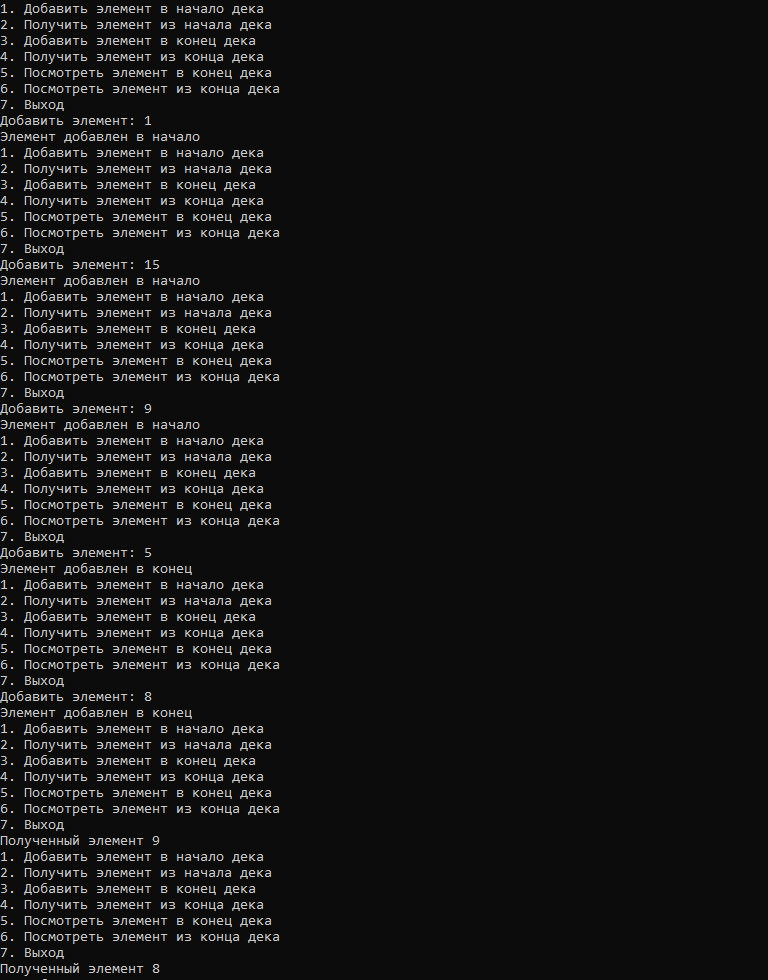 1. Добавить элемент в начало дека
2. Получить элемент из начала дека
3. Добавить элемент в конец дека
4. Получить элемент из конца дека
5. Посмотреть элемент в конец дека
6. Посмотреть элемент из конца дека
7. Выход
Добавить элемент: 1
Элемент добавлен в начало
1. Добавить элемент в начало дека
2. Получить элемент из начала дека
3. Добавить элемент в конец дека
4. Получить элемент из конца дека
5. Посмотреть элемент в конец дека
6. Посмотреть элемент из конца дека
7. Выход
Добавить элемент: 15
Элемент добавлен в начало
1. Добавить элемент в начало дека
2. Получить элемент из начала дека
3. Добавить элемент в конец дека
4. Получить элемент из конца дека
5. Посмотреть элемент в конец дека
6. Посмотреть элемент из конца дека
7. Выход
Добавить элемент: 9
Элемент добавлен в начало
1. Добавить элемент в начало дека
2. Получить элемент из начала дека
3. Добавить элемент в конец дека
4. Получить элемент из конца дека
5. Посмотреть элемент в конец дека
6. Посмотреть элемент из конца дека
7. Выход
Добавить элемент: 5
Элемент добавлен в конец
1. Добавить элемент в начало дека
2. Получить элемент из начала дека
3. Добавить элемент в конец дека
4. Получить элемент из конца дека
5. Посмотреть элемент в конец дека
6. Посмотреть элемент из конца дека
7. Выход
Добавить элемент: 8
Элемент добавлен в конец
1. Добавить элемент в начало дека
2. Получить элемент из начала дека
3. Добавить элемент в конец дека
4. Получить элемент из конца дека
5. Посмотреть элемент в конец дека
6. Посмотреть элемент из конца дека
7. Выход
Полученный элемент 9
1. Добавить элемент в начало дека
2. Получить элемент из начала дека
3. Добавить элемент в конец дека
4. Получить элемент из конца дека
5. Посмотреть элемент в конец дека
6. Посмотреть элемент из конца дека
7. Выход
Полученный элемент 8